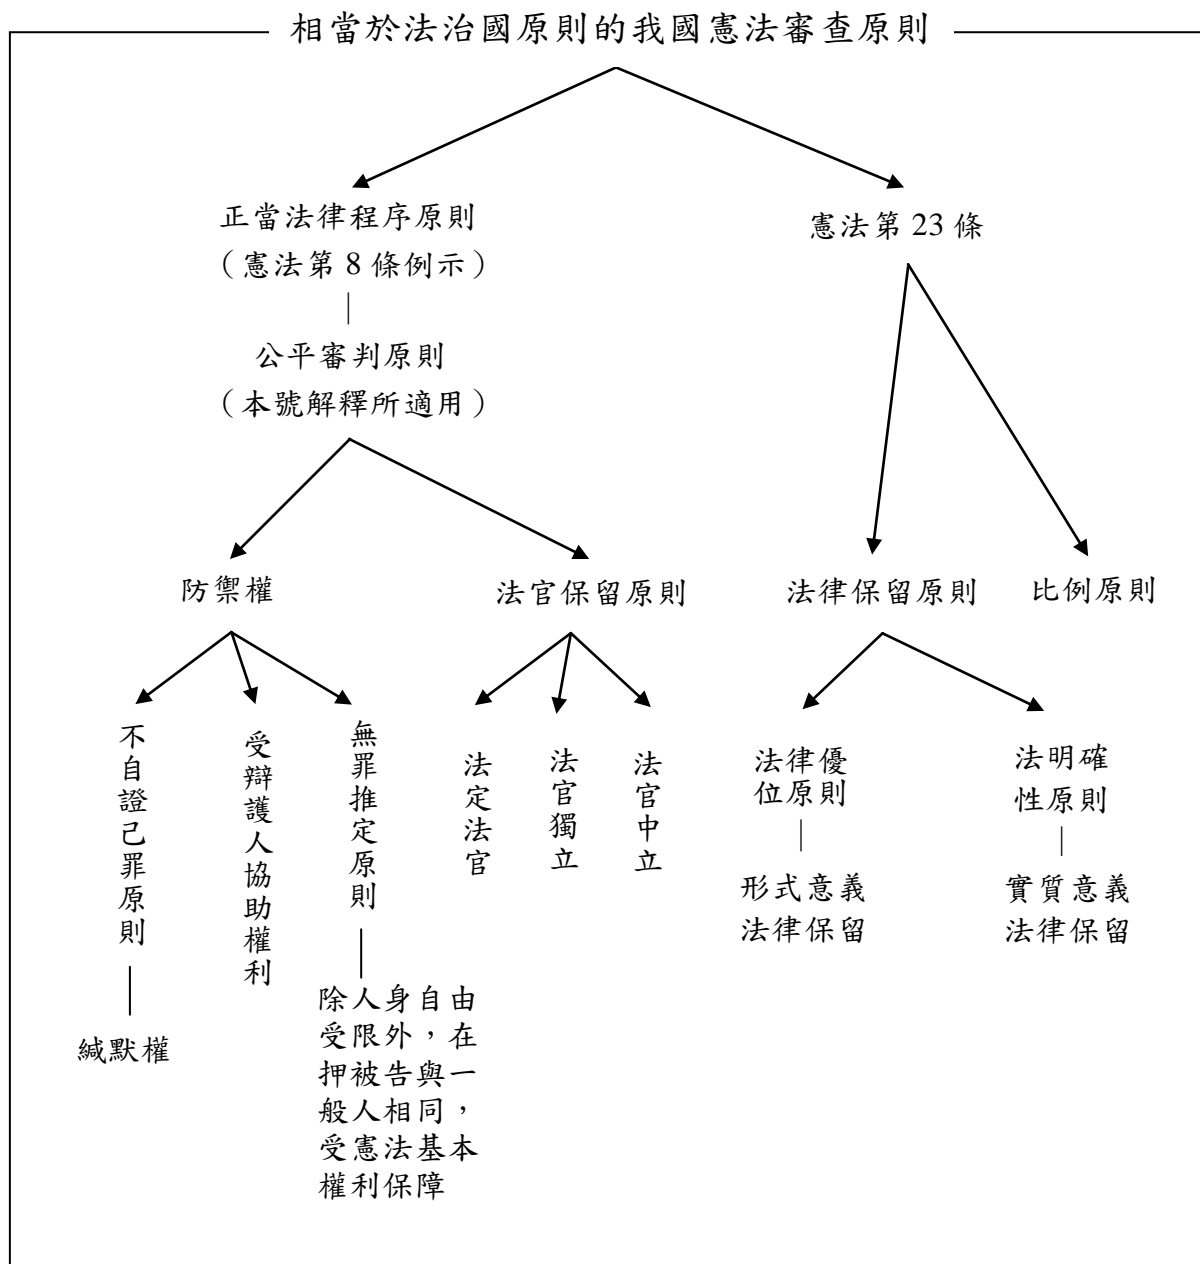 相當於法治國原則的我國憲法審查原則
正當法律程序原則
（憲法第 8 條例示）
公平審判原則
（本號解釋所適用）
憲法第 23 條
防禦權
法官保留原則
法律保留原則
比例原則
不自證己罪原則
緘默權
受辯護人協助權利
無罪推定原則
除人身自由
受限外，在
押被告與一
般人相同，
受憲法基本
權利保障
法定法官
法官獨立
法官中立
法律優
位原則
形式意義
法律保留
法明確
性原則
實質意義
法律保留